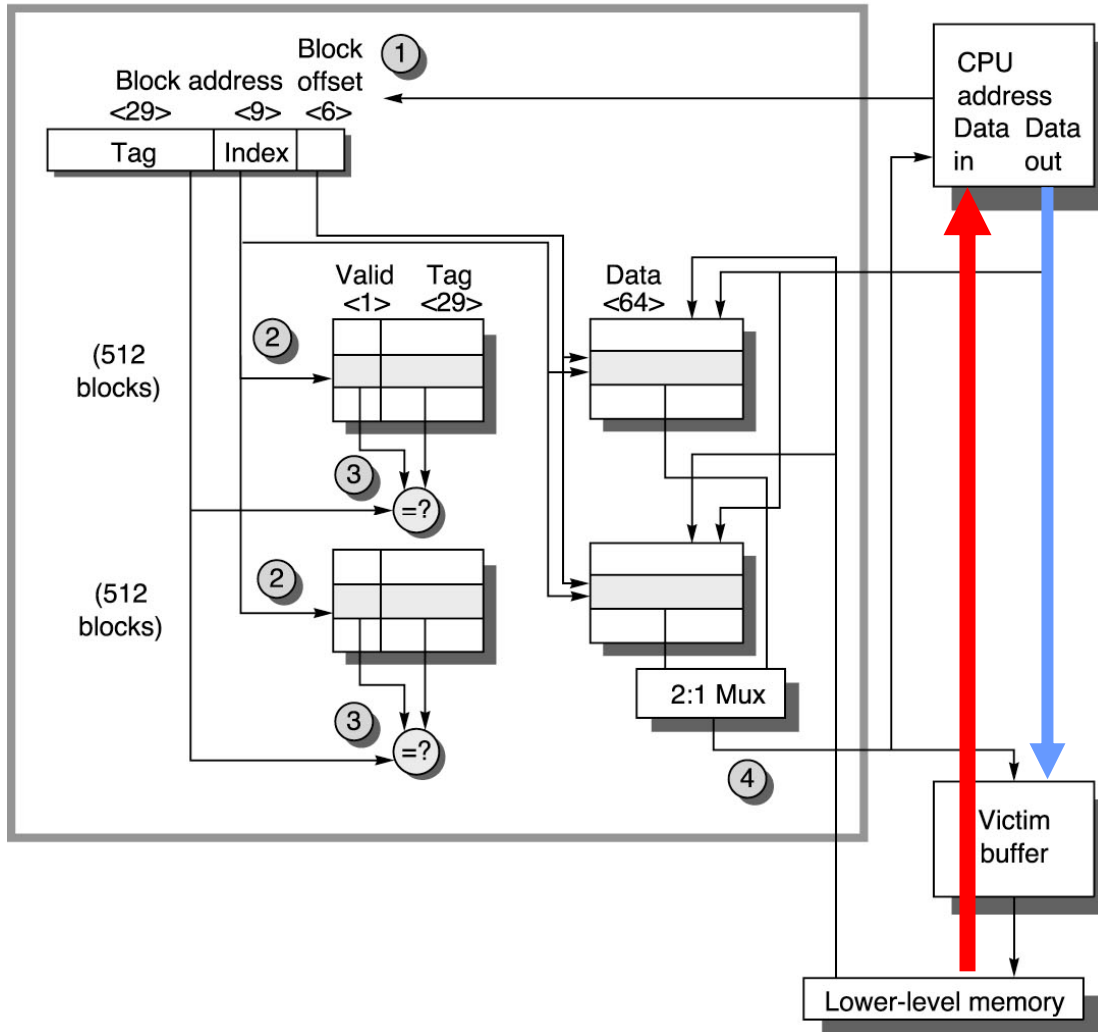 Block address
<29>
<9>
Block
offset
<6>
1
Tag
Index
CPU
address
Data
in
Data
out
Valid
<1>
Tag
<29>
Data
<64>
(512
blocks)
2
3
=?
(512
blocks)
2
3
=?
2:1 Mux
4
Victim
buffer
Lower-level memory